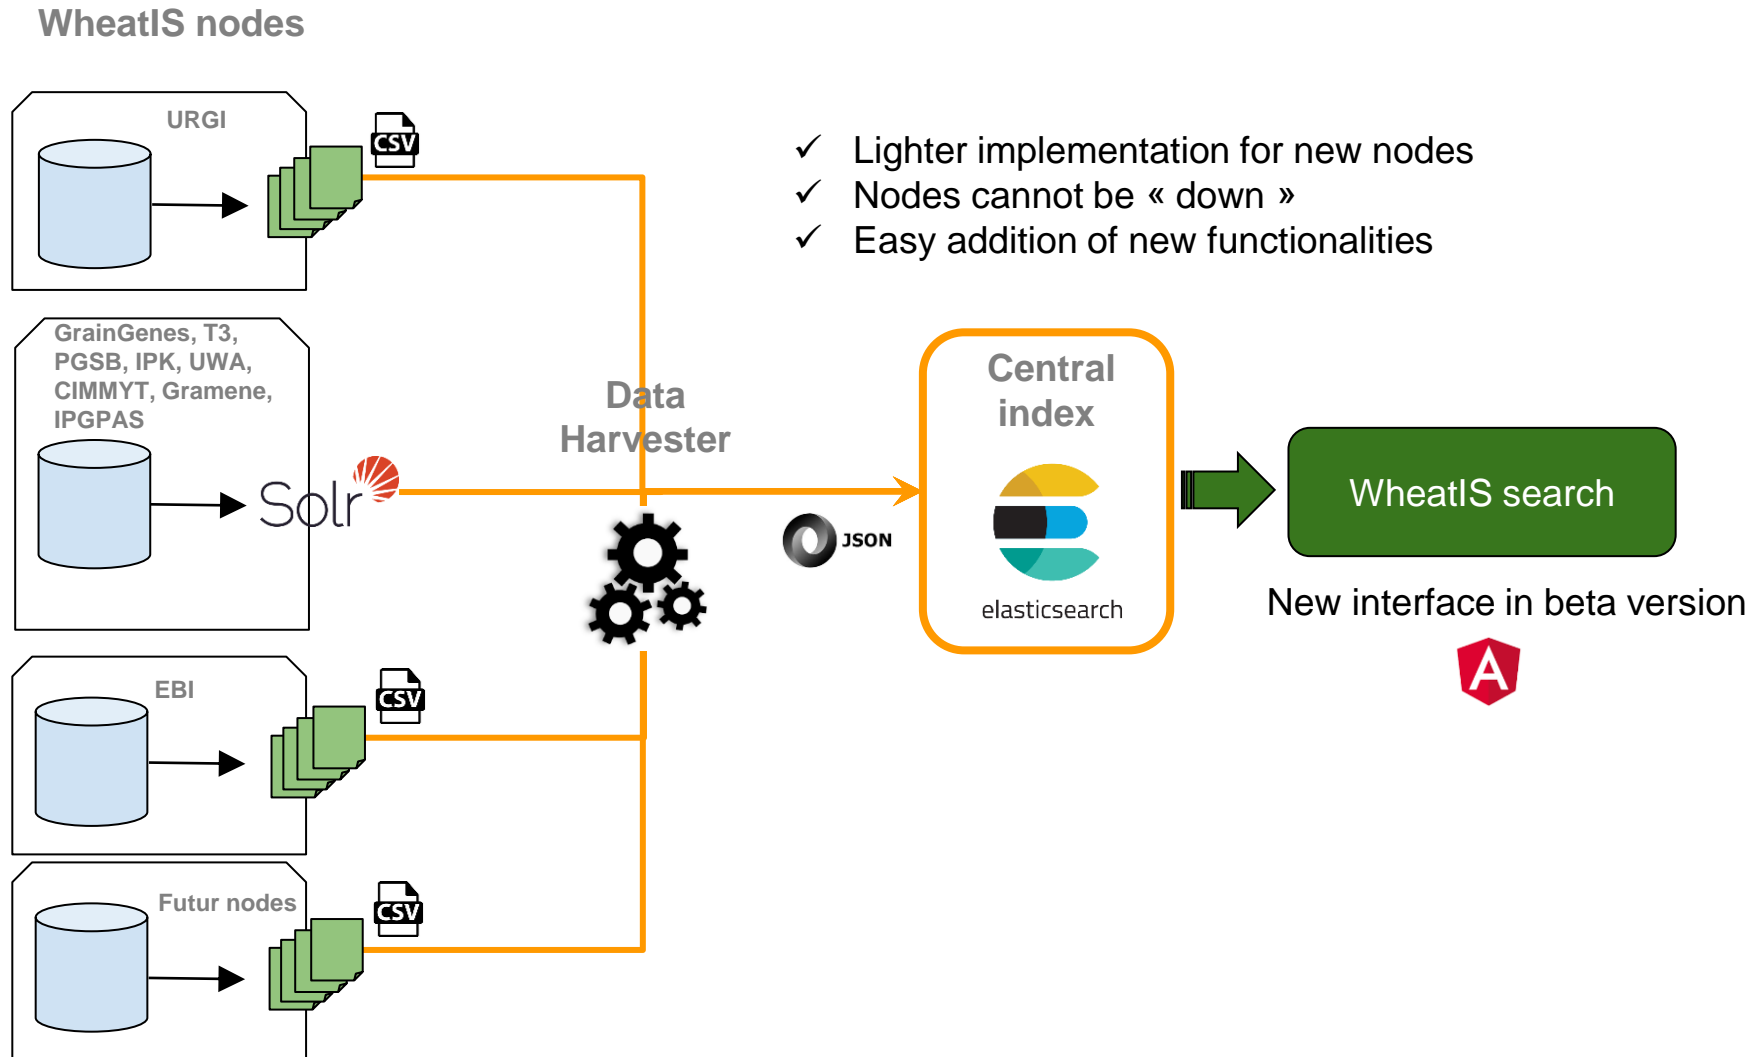 WheatIS nodes
URGI
CSV
✓ Lighter implementation for new nodes
✓ Nodes cannot be « down »
✓ Easy addition of new functionalities
GrainGenes, T3,
PGSB, IPK, UWA,
CIMMYT, Gramene,
IPGPAS
Solr
Data
Harvester
JSON
Central
index
elasticsearch
WheatIS search
New interface in beta version
A
EBI
CSV
Futur nodes
CSV